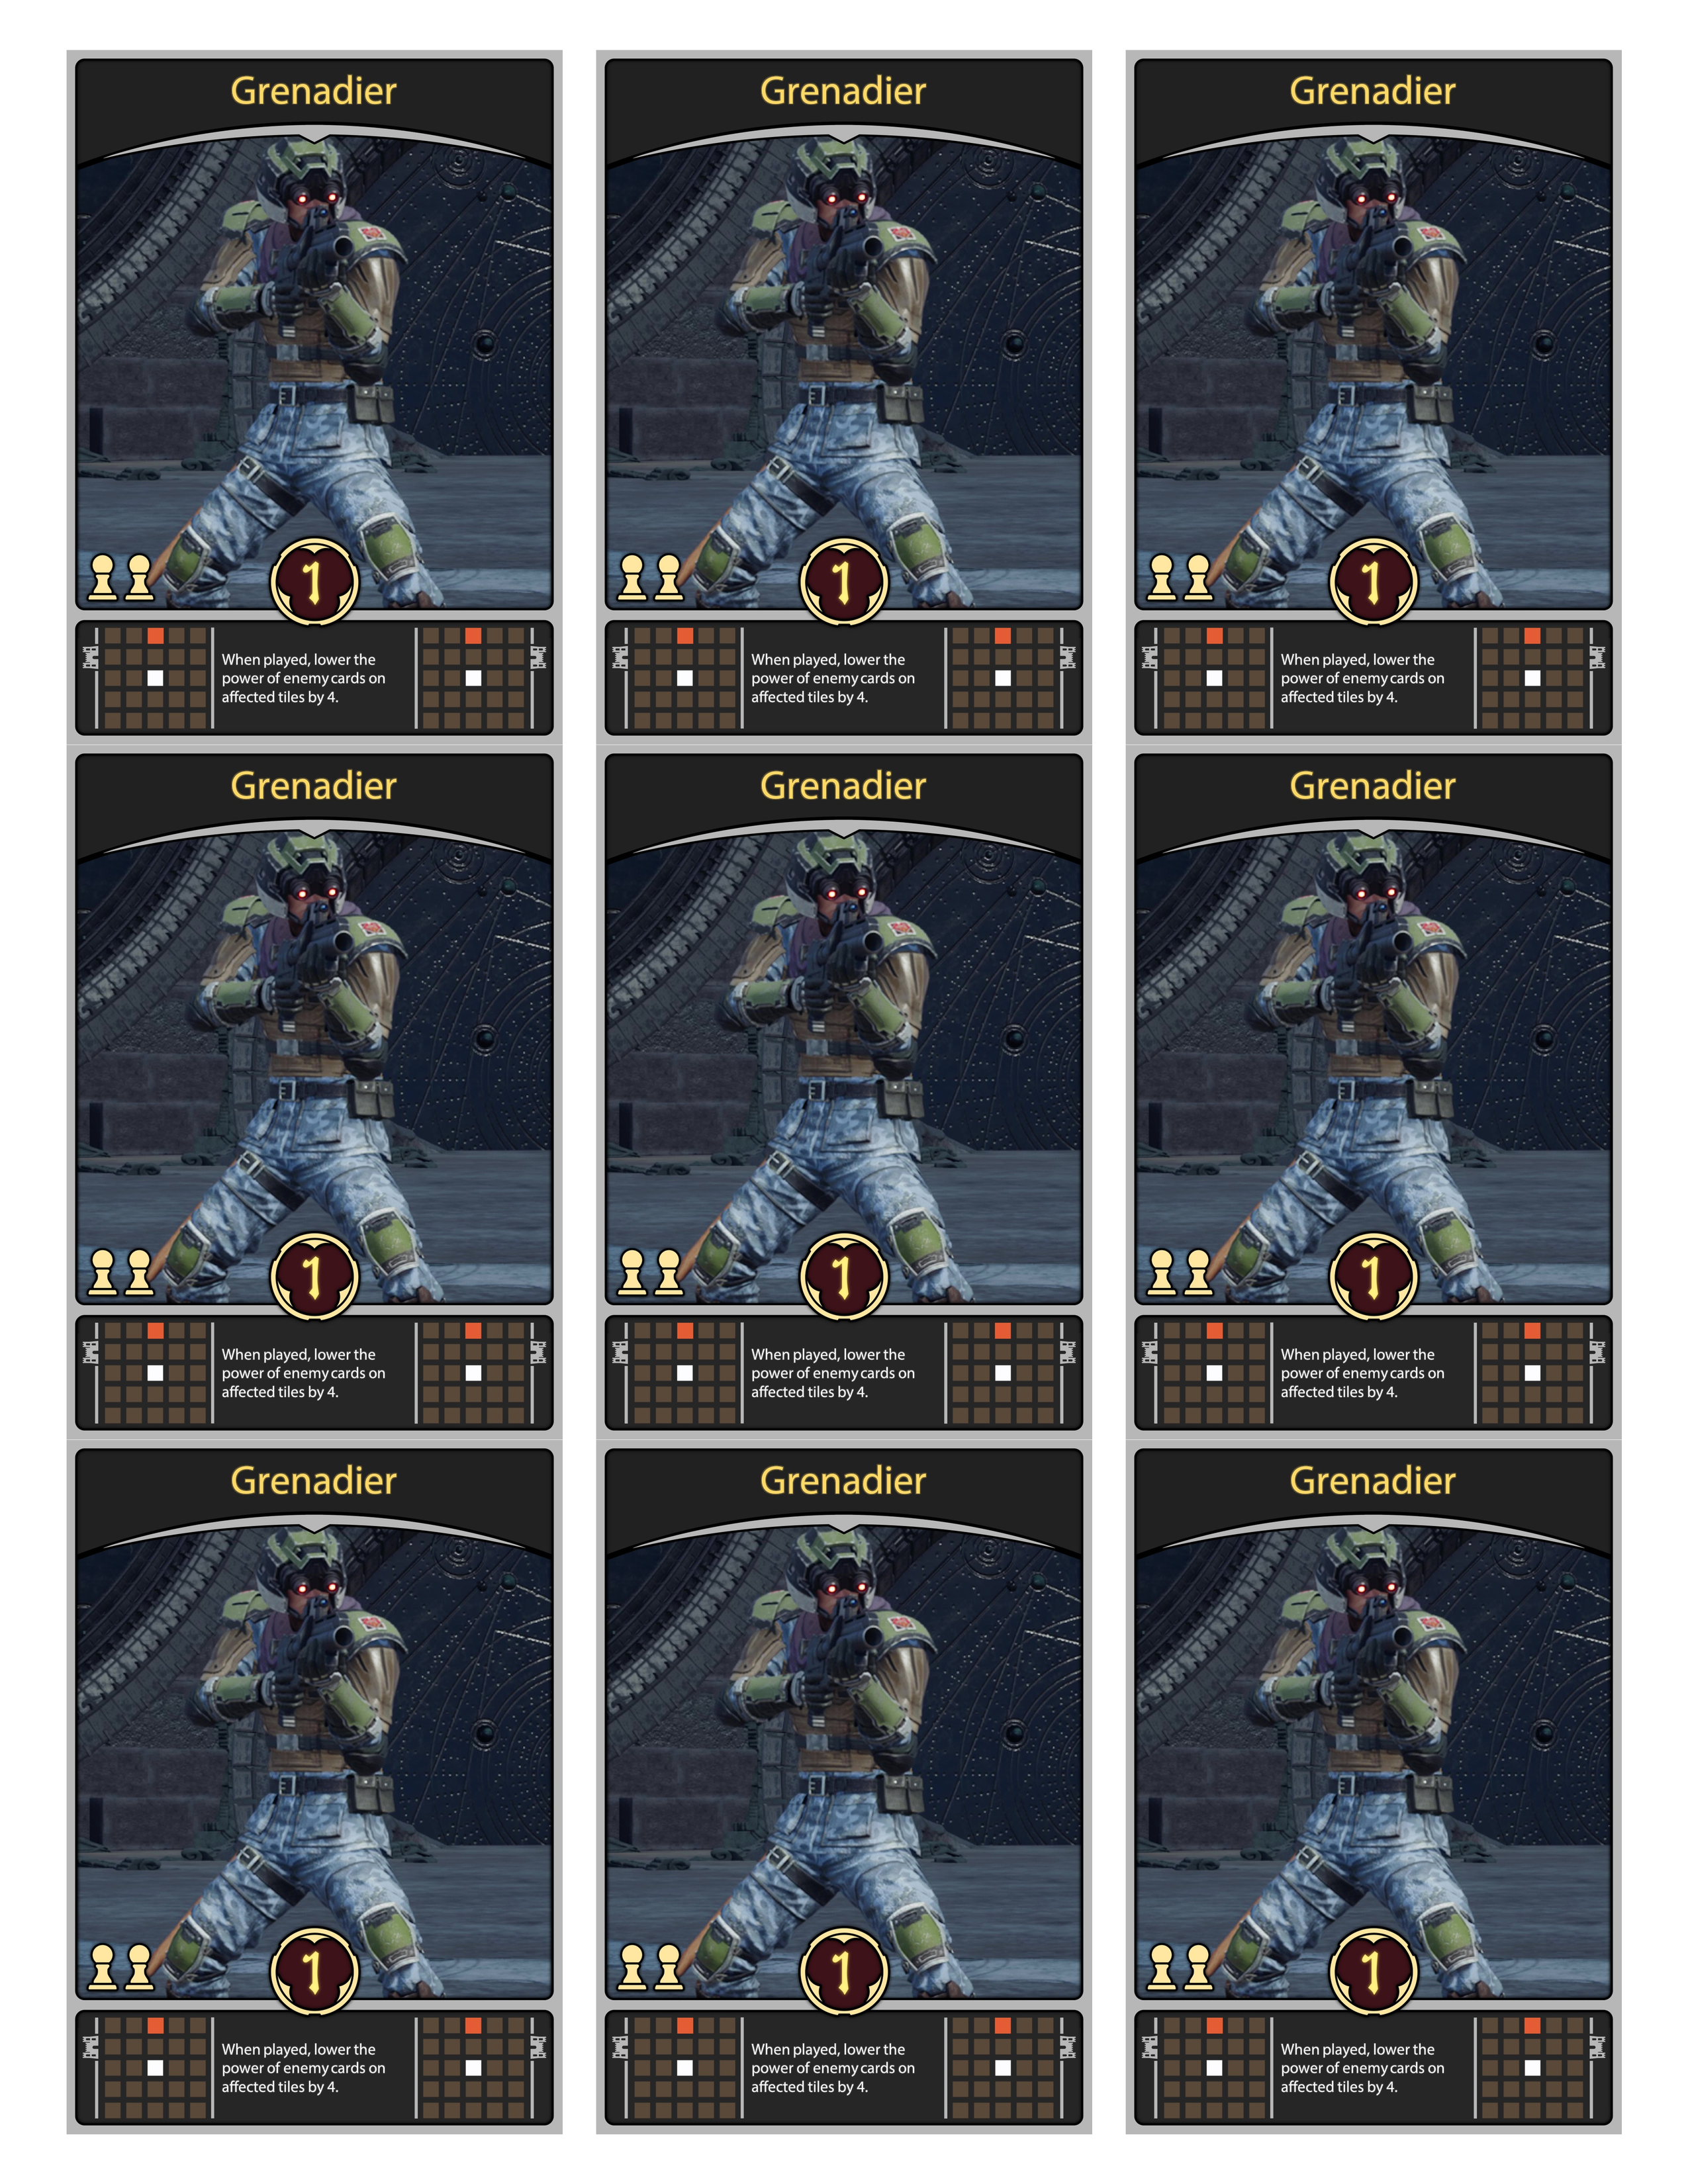 Grenadier
1
When played, lower the
power of enemy cards on
affected tiles by 4.
Grenadier
1
When played, lower the
power of enemy cards on
affected tiles by 4.
Grenadier
1
When played, lower the
power of enemy cards on
affected tiles by 4.
Grenadier
1
When played, lower the
power of enemy cards on
affected tiles by 4.
Grenadier
1
When played, lower the
power of enemy cards on
affected tiles by 4.
Grenadier
1
When played, lower the
power of enemy cards on
affected tiles by 4.
Grenadier
1
When played, lower the
power of enemy cards on
affected tiles by 4.
Grenadier
1
When played, lower the
power of enemy cards on
affected tiles by 4.
Grenadier
1
When played, lower the
power of enemy cards on
affected tiles by 4.